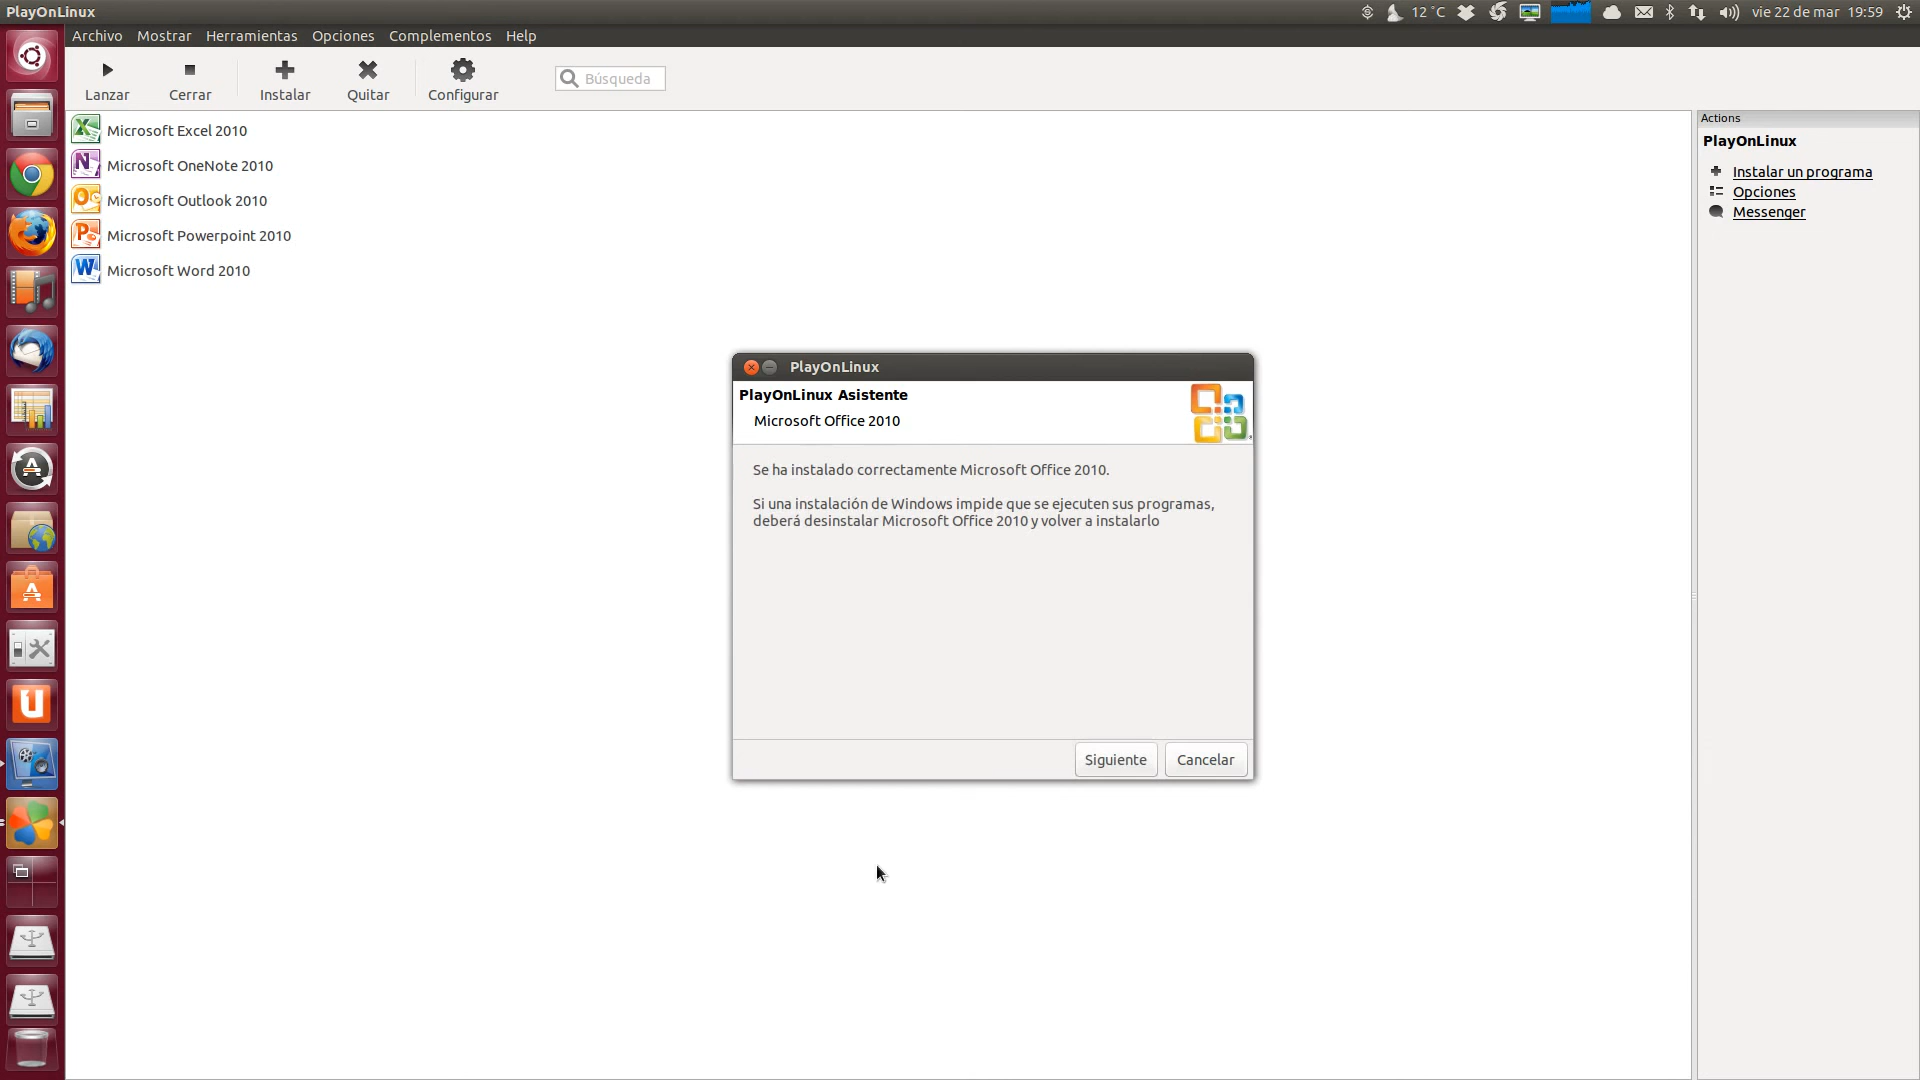 PlayOnLinux
12 °C
vie 22 de mar 19:59
Archivo Mostrar Herramientas Opciones Complementos Help
Lanzar Cerrar Instalar Quitar Configurar
Búsqueda
Microsoft Excel 2010
Microsoft OneNote 2010
Microsoft Outlook 2010
Microsoft Powerpoint 2010
Microsoft Word 2010
Actions
PlayOnLinux
Instalar un programa
Opciones
Messenger
PlayOnLinux
PlayOnLinux Asistente
Microsoft Office 2010
Se ha instalado correctamente Microsoft Office 2010.
Si una instalación de Windows impide que se ejecuten sus programas,
deberá desinstalar Microsoft Office 2010 y volver a instalarlo
Siguiente Cancelar